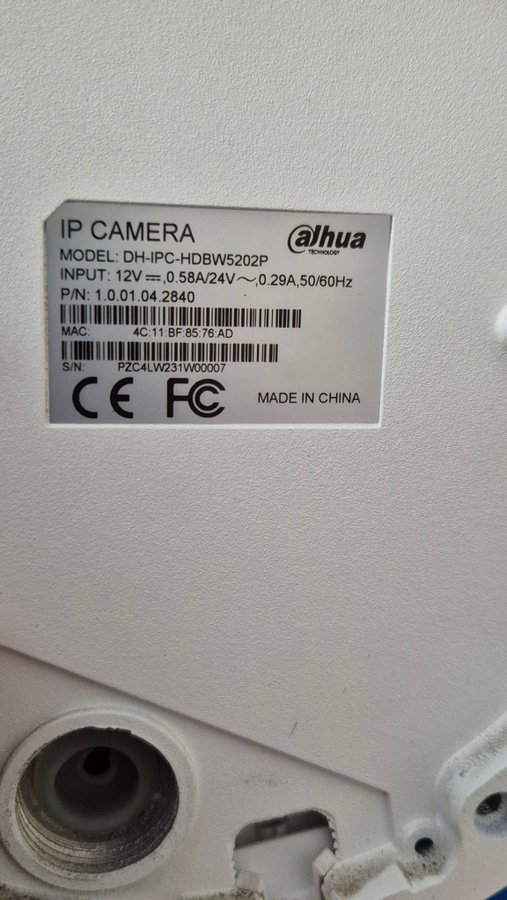 IP CAMERA
alhua
TECHNOLOGY
MODEL: DH-IPC-HDBW5202P
INPUT: 12V⎓,0.58A/24V～,0.29A,50/60Hz
P/N: 1.0.01.04.2840
MAC: 4C:11:BF:85:76:AD
S/N: PZC4LW231W00007
CE FC MADE IN CHINA